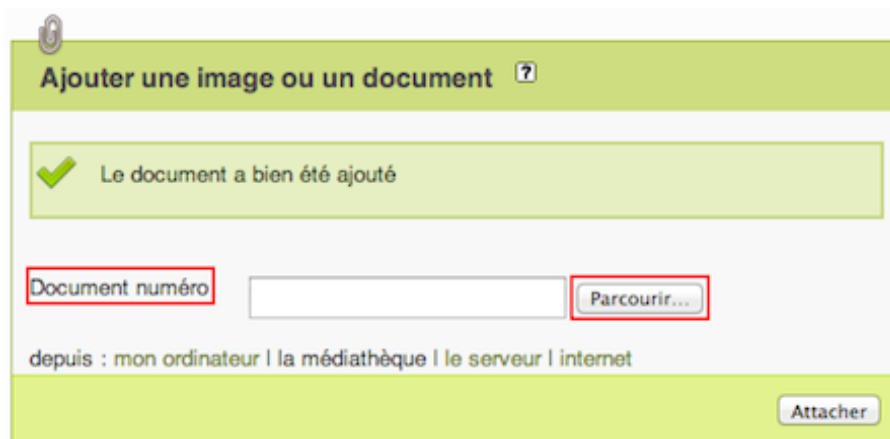 Ajouter une image ou un document ?
Le document a bien été ajouté
Document numéro Parcourir...
depuis : mon ordinateur | la médiathèque | le serveur | internet
Attacher